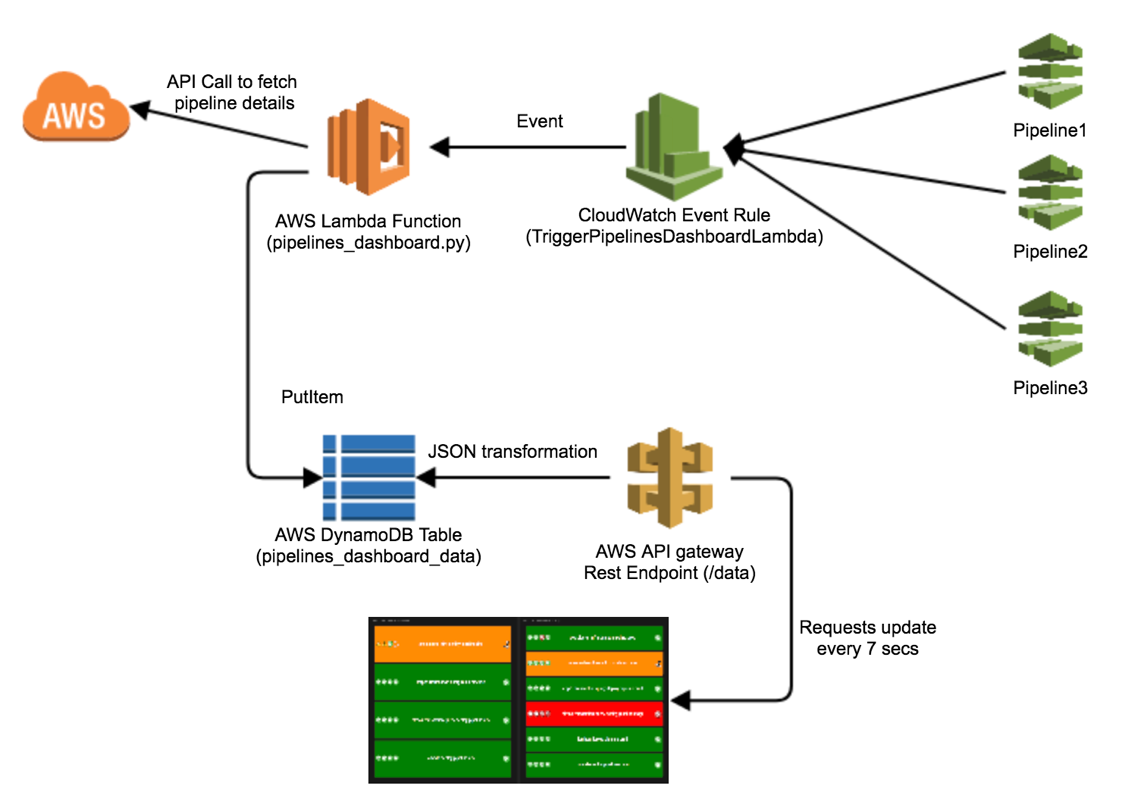 API Call to fetch
pipeline details
AWS
Event
Pipeline1
AWS Lambda Function
(pipelines_dashboard.py)
CloudWatch Event Rule
(TriggerPipelinesDashboardLambda)
Pipeline2
Pipeline3
PutItem
JSON transformation
AWS DynamoDB Table
(pipelines_dashboard_data)
AWS API gateway
Rest Endpoint (/data)
Requests update
every 7 secs